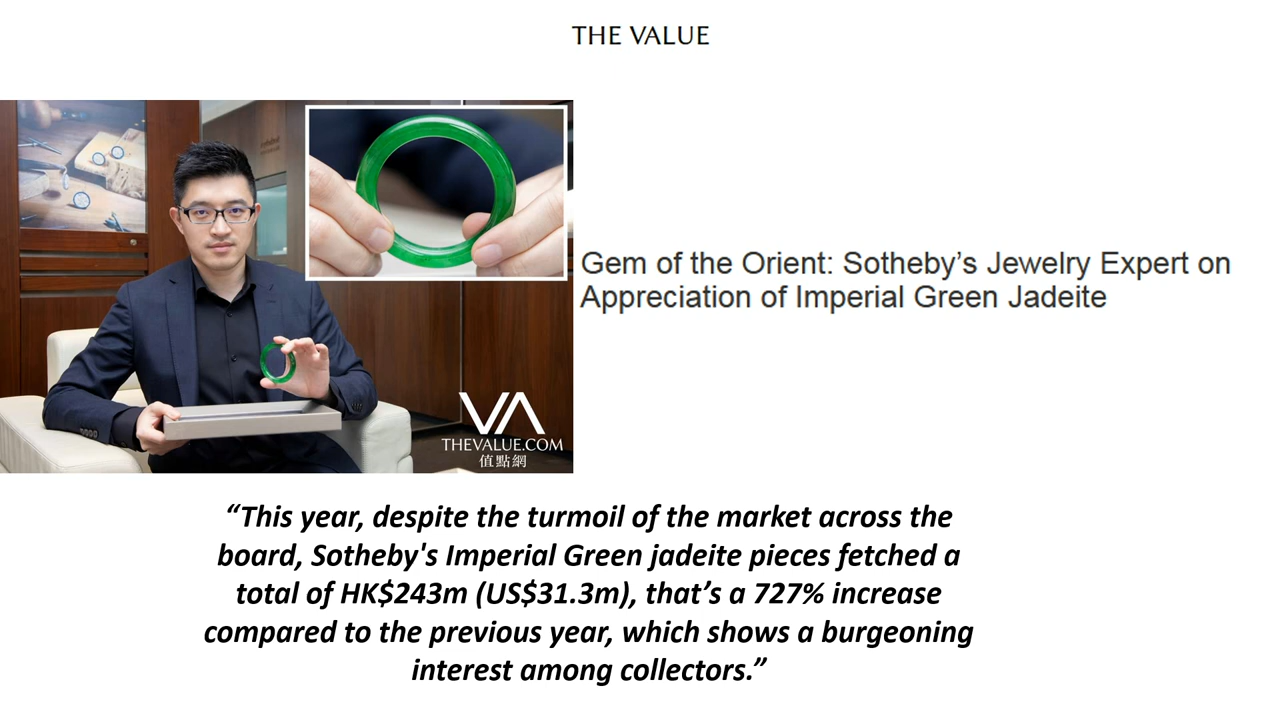 THE VALUE
Gem of the Orient: Sotheby’s Jewelry Expert on
Appreciation of Imperial Green Jadeite
VA
THEVALUE.COM
值點網
“This year, despite the turmoil of the market across the
board, Sotheby's Imperial Green jadeite pieces fetched a
total of HK$243m (US$31.3m), that’s a 727% increase
compared to the previous year, which shows a burgeoning
interest among collectors.”